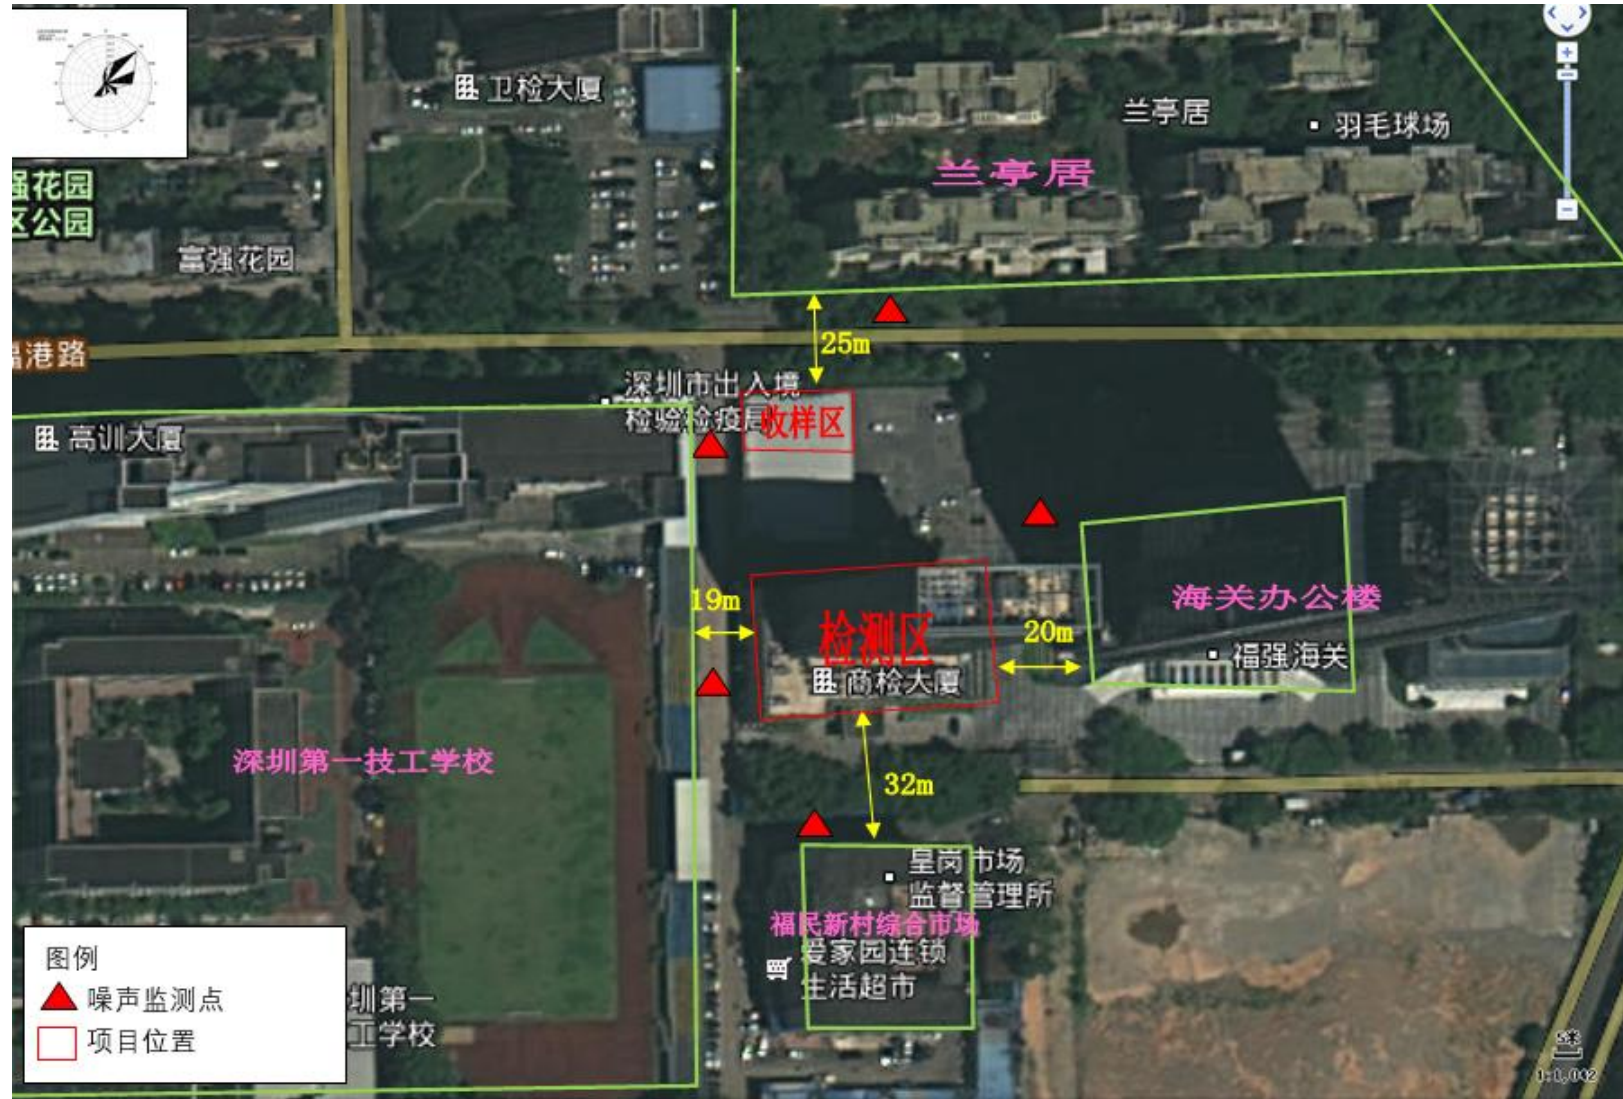 卫检大厦
兰亭居
羽毛球场
兰亭居
强花园
区公园
富强花园
25m
港路
深圳市出入境
检验检疫局
收样区
高训大厦
19m
检测区
20m
海关办公楼
福强海关
商检大厦
深圳第一技工学校
32m
皇岗市场
监督管理所
福民新村综合市场
爱家园连锁
生活超市
图例
噪声监测点
项目位置
圳第一
工学校
5米
1:1,042